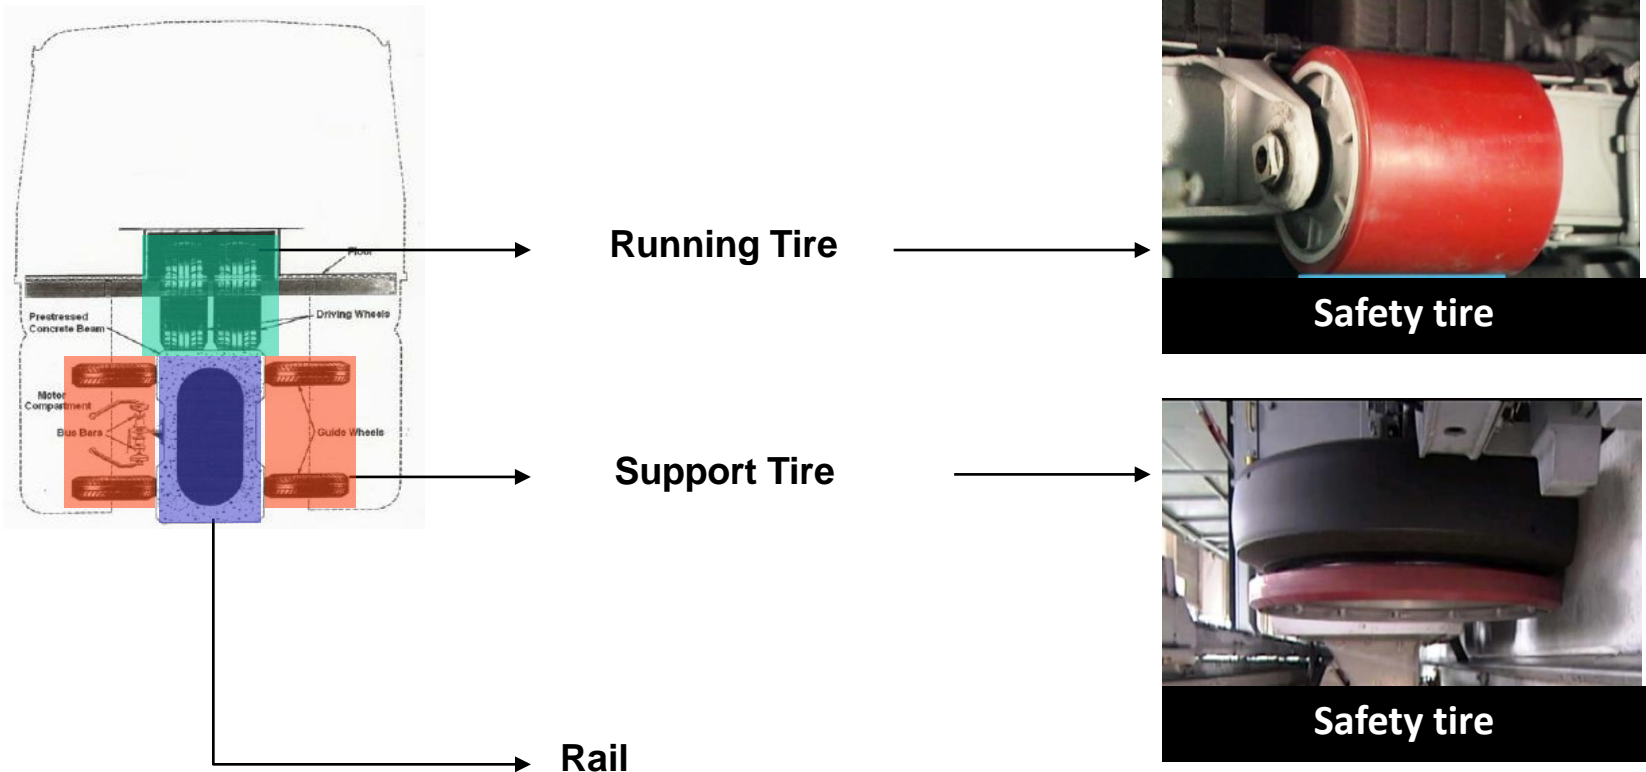 Floor
Prestressed
Concrete Beam
Driving Wheels
Motor
Compartment
Bus Bars
Guide Wheels
Running Tire
Support Tire
Rail
Safety tire
Safety tire